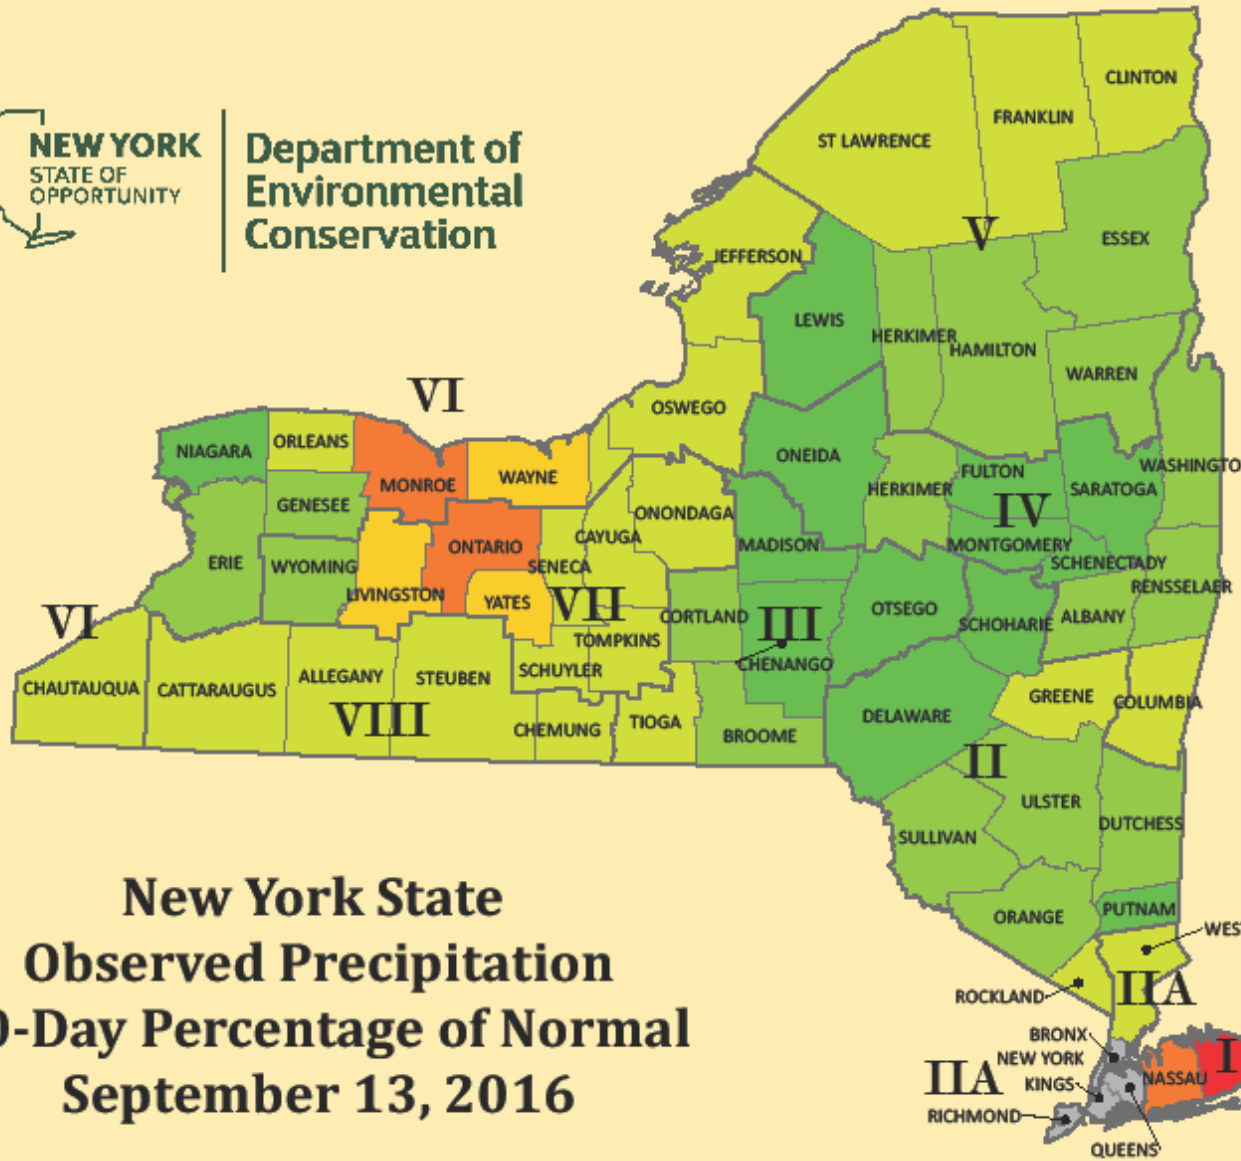 NEW YORK
STATE OF
OPPORTUNITY
Department of
Environmental
Conservation
CLINTON
FRANKLIN
ST LAWRENCE
V
ESSEX
JEFFERSON
LEWIS
HERKIMER
HAMILTON
WARREN
VI
OSWEGO
NIAGARA
ORLEANS
MONROE
WAYNE
ONEIDA
HERKIMER
FULTON
SARATOGA
WASHINGTO
GENESEE
ONONDAGA
IV
CAYUGA
MADISON
MONTGOMERY
ERIE
WYOMING
ONTARIO
SENECA
SCHENECTADY
RENSSELAER
LIVINGSTON
YATES
VII
CORTLAND
III
OTSEGO
SCHOHARIE
ALBANY
VI
TOMPKINS
CHENANGO
CHAUTAUQUA
CATTARAUGUS
ALLEGANY
STEUBEN
SCHUYLER
GREENE
COLUMBIA
VIII
CHEMUNG
TIOGA
BROOME
DELAWARE
II
ULSTER
SULLIVAN
DUTCHESS
ORANGE
PUTNAM
WES
ROCKLAND
IIA
BRONX
NEW YORK
IIA
KINGS
NASSAU
I
RICHMOND
QUEENS
New York State
Observed Precipitation
0-Day Percentage of Normal
September 13, 2016